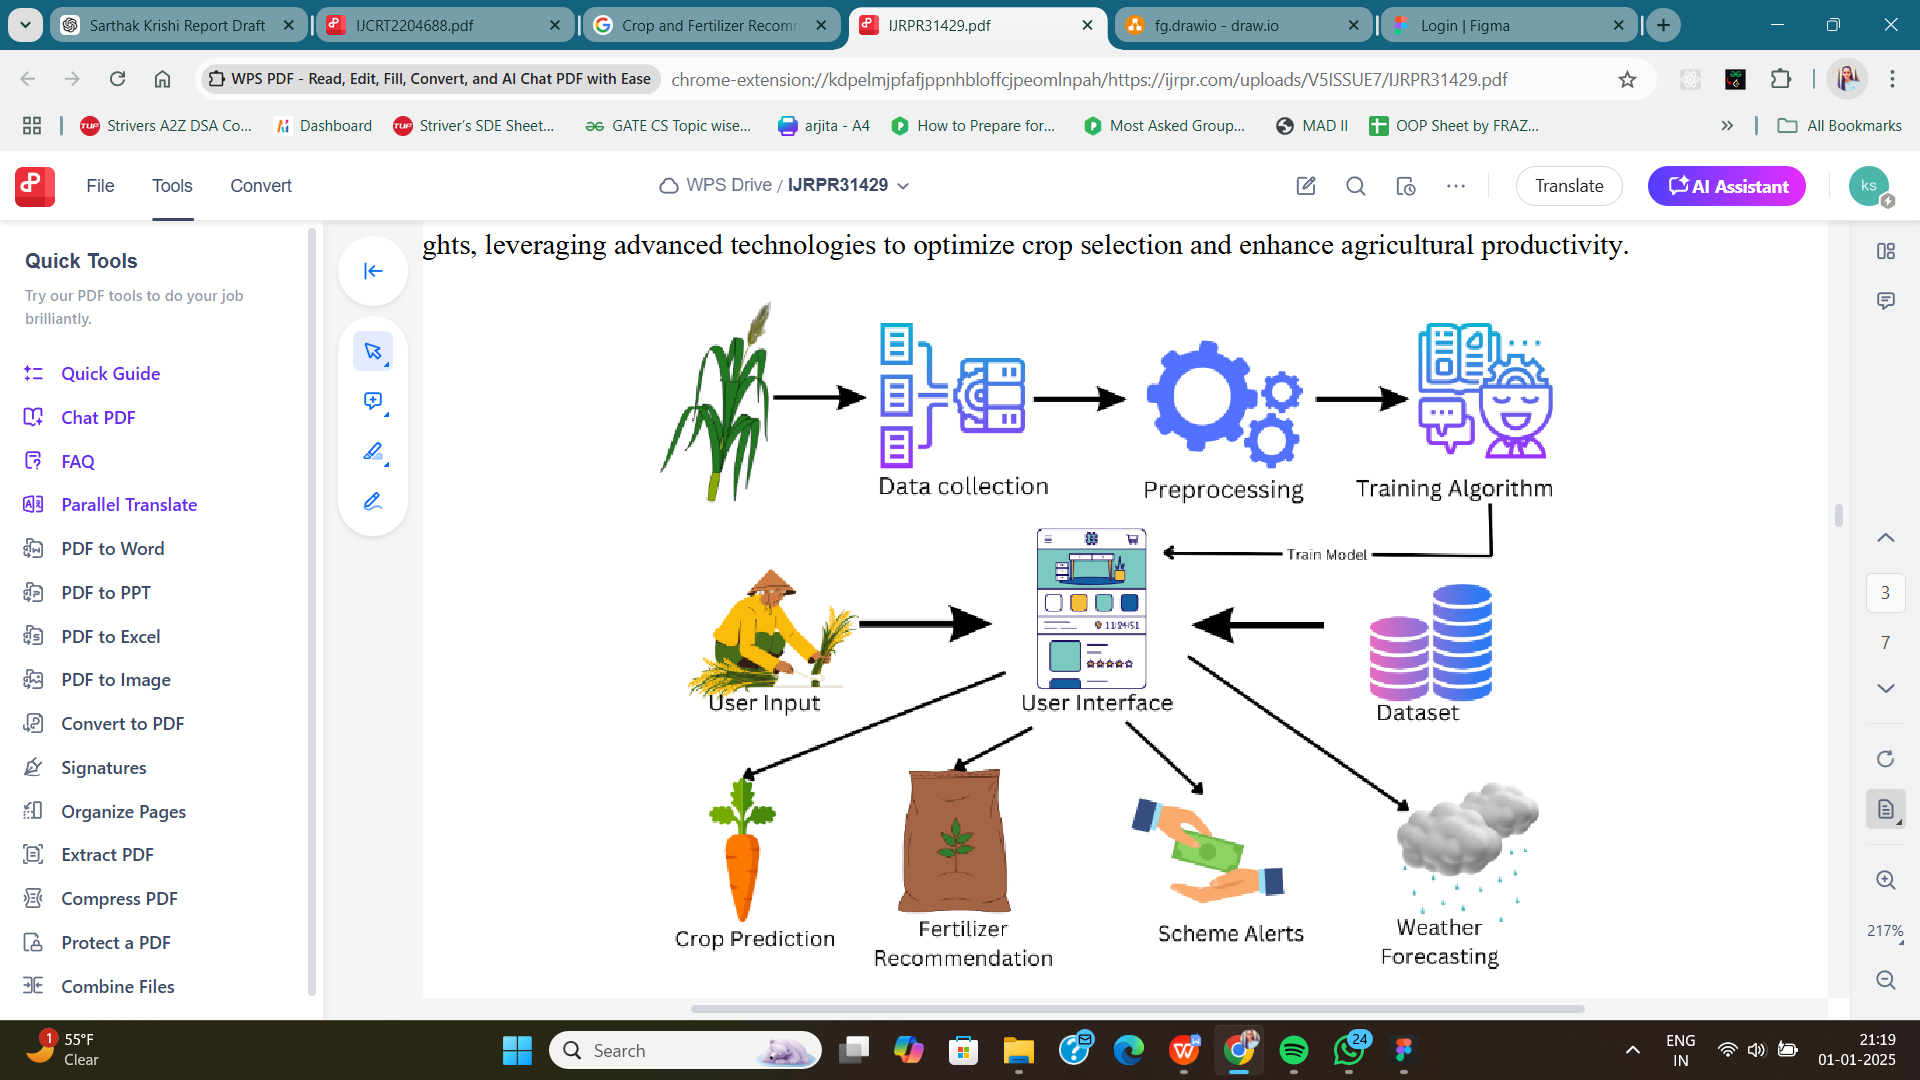 Sarthak Krishi Report Draft
IJCRT2204688.pdf
Crop and Fertilizer Recomm
IJRPR31429.pdf
fg.drawio - draw.io
Login | Figma
WPS PDF - Read, Edit, Fill, Convert, and AI Chat PDF with Ease
chrome-extension://kdpelmjpfafjppnhbloffcjpeomlnpah/https://ijrpr.com/uploads/V5ISSUE7/IJRPR31429.pdf
Strivers A2Z DSA Co...
Dashboard
Striver's SDE Sheet...
GATE CS Topic wise...
arjita - A4
How to Prepare for...
Most Asked Group...
MAD II
OOP Sheet by FRAZ...
All Bookmarks
File
Tools
Convert
WPS Drive / IJRPR31429
Translate
AI Assistant
ks
Quick Tools
Try our PDF tools to do your job
brilliantly.
Quick Guide
Chat PDF
FAQ
Parallel Translate
PDF to Word
PDF to PPT
PDF to Excel
PDF to Image
Convert to PDF
Signatures
Organize Pages
Extract PDF
Compress PDF
Protect a PDF
Combine Files
ghts, leveraging advanced technologies to optimize crop selection and enhance agricultural productivity.
Data collection
Preprocessing
Training Algorithm
Train Model
11:24:51
User Input
User Interface
Dataset
Crop Prediction
Fertilizer
Recommendation
Scheme Alerts
Weather
Forecasting
3
7
217%
1
55°F
Clear
Search
24
ENG
IN
21:19
01-01-2025